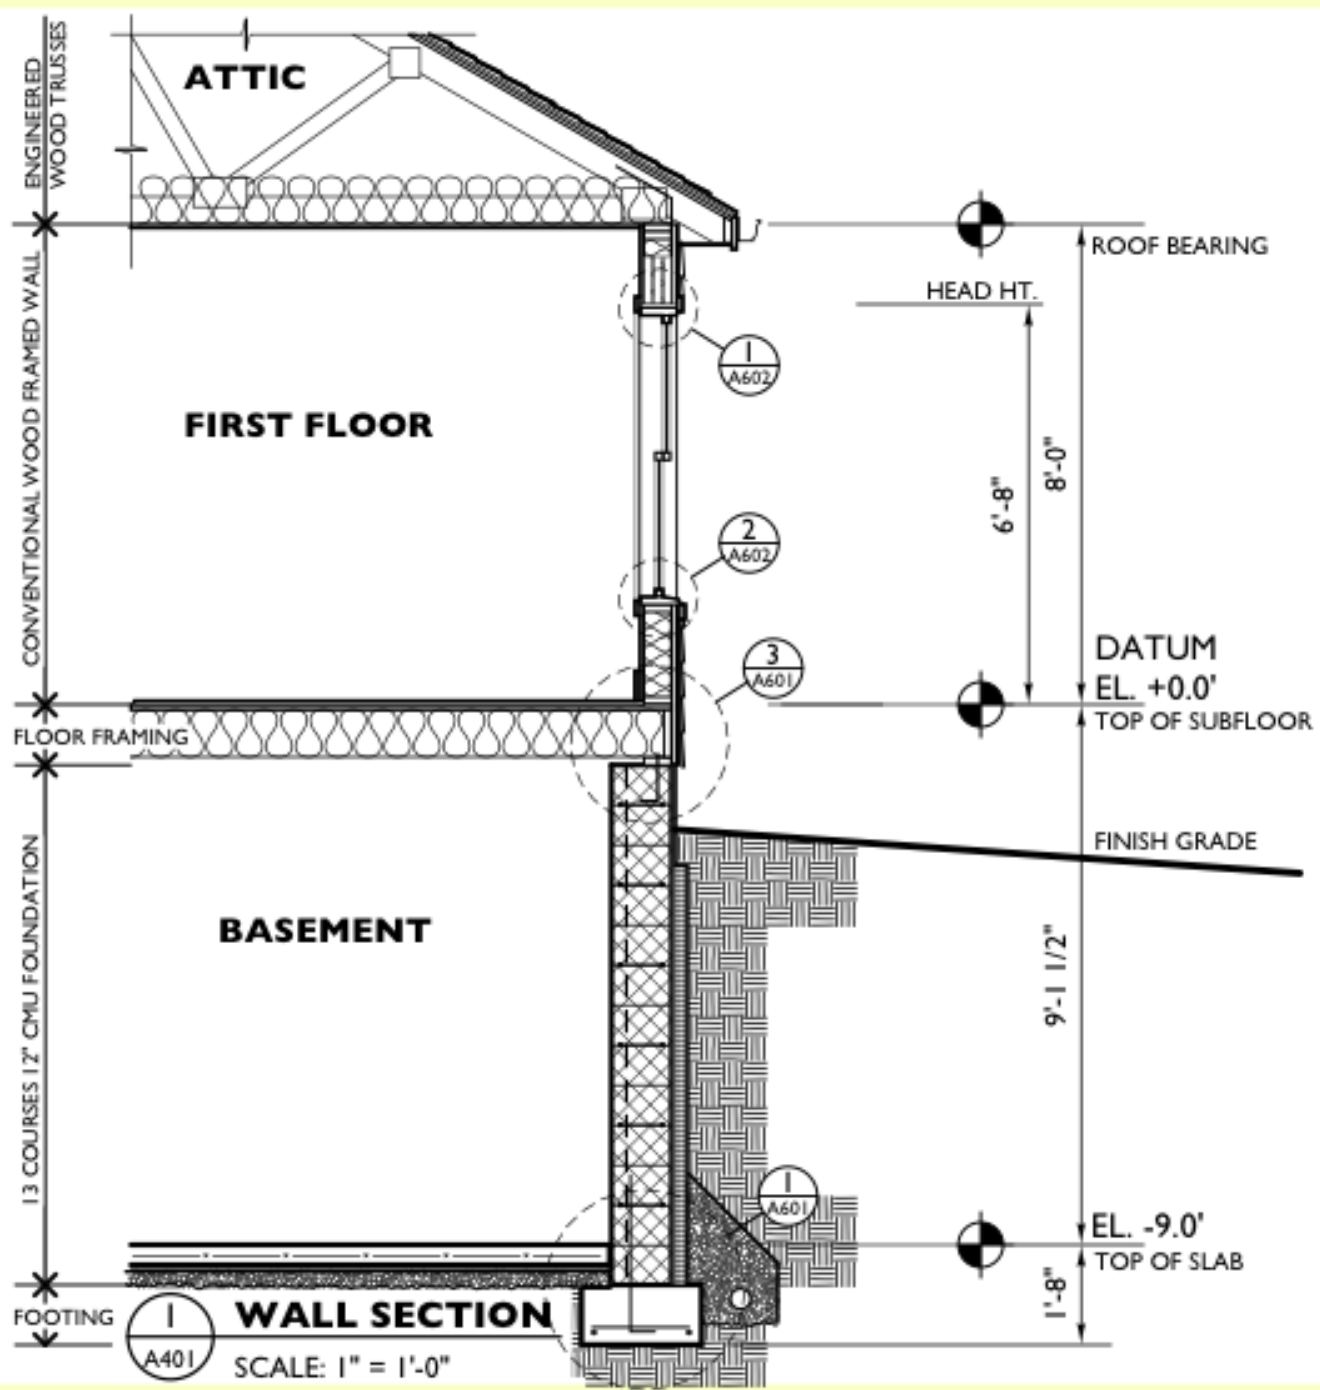 ENGINEERED
WOOD TRUSSES
ATTIC
ROOF BEARING
HEAD HT.
1
A602
CONVENTIONAL WOOD FRAMED WALL
FIRST FLOOR
8'-0"
6'-8"
2
A602
3
A601
DATUM
EL. +0.0'
TOP OF SUBFLOOR
FLOOR FRAMING
FINISH GRADE
13 COURSES 12" CMU FOUNDATION
BASEMENT
9'-1 1/2"
1
A601
EL. -9.0'
TOP OF SLAB
1'-8"
FOOTING
1
A401
WALL SECTION
SCALE: 1" = 1'-0"